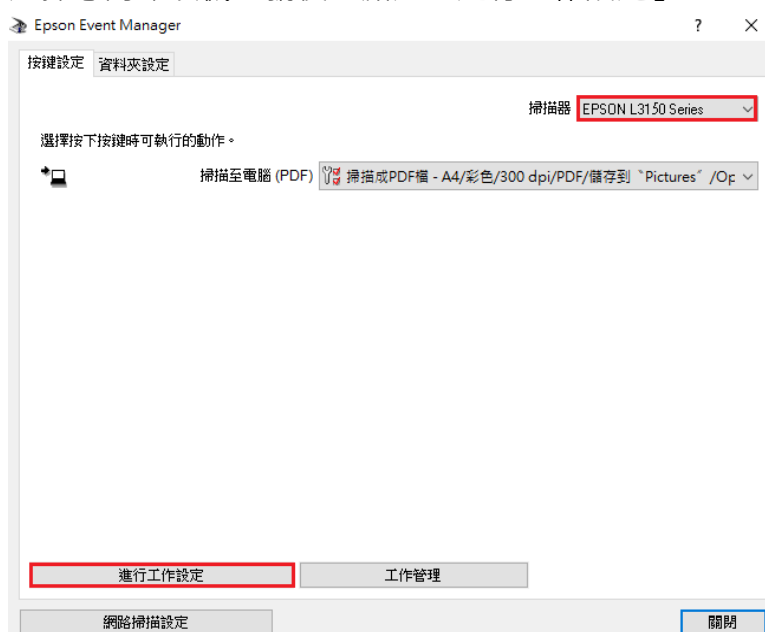 Epson Event Manager
按鍵設定 資料夾設定
掃描器 EPSON L3150 Series
選擇按下按鍵時可執行的動作。
掃描至電腦 (PDF) 掃描成PDF檔 - A4/彩色/300 dpi/PDF/儲存到〝Pictures〞/Op
進行工作設定 工作管理
網路掃描設定 關閉